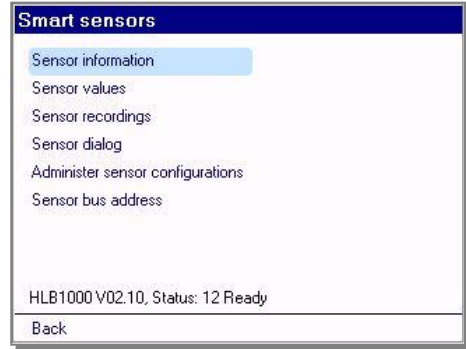 Smart sensors
Sensor information
Sensor values
Sensor recordings
Sensor dialog
Administer sensor configurations
Sensor bus address
HLB1000 V02.10, Status: 12 Ready
Back